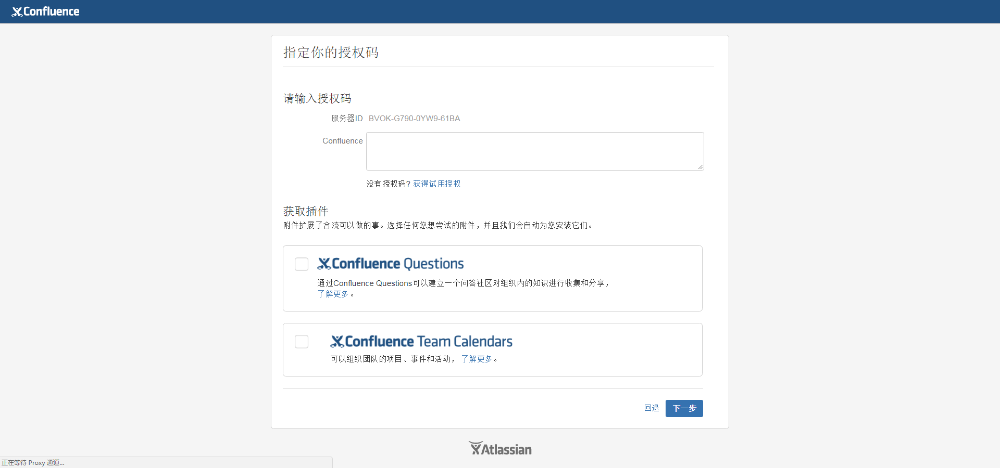 Confluence
指定你的授权码
请输入授权码
服务器ID BVOK-G790-0YW9-61BA
Confluence
没有授权码? 获得试用授权
获取插件
附件扩展了合流可以做的事。选择任何您想尝试的附件，并且我们会自动为您安装它们。
Confluence Questions
通过Confluence Questions可以建立一个问答社区对组织内的知识进行收集和分享，
了解更多。
Confluence Team Calendars
可以组织团队的项目、事件和活动， 了解更多。
回退 下一步
Atlassian
正在等待 Proxy 通道...